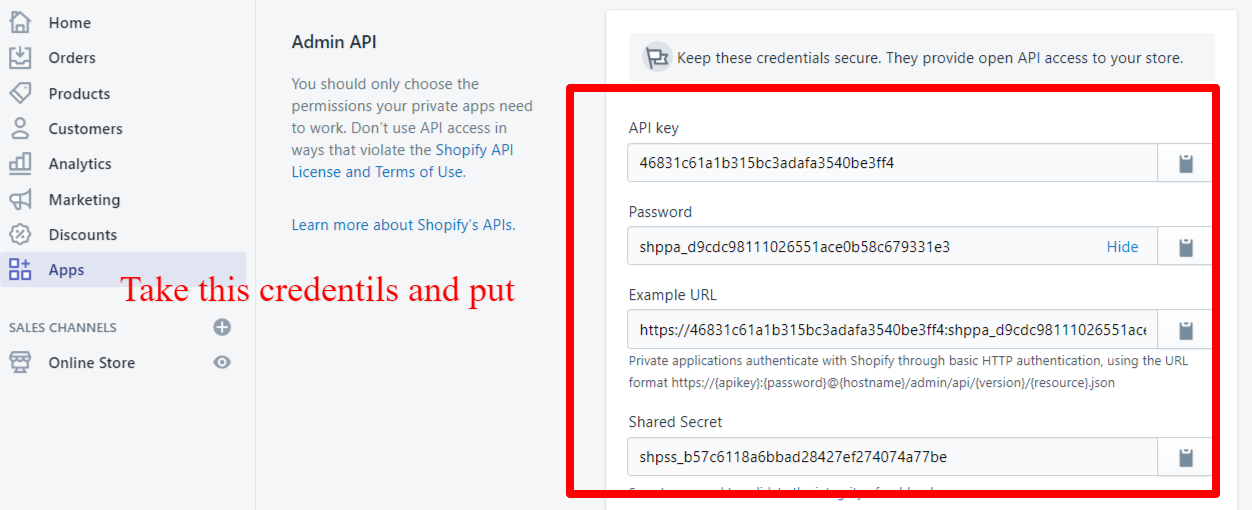 Home
Orders
Products
Customers
Analytics
Marketing
Discounts
Apps
SALES CHANNELS
Online Store
Admin API
You should only choose the
permissions your private apps need
to work. Don’t use API access in
ways that violate the Shopify API
License and Terms of Use.
Learn more about Shopify’s APIs.
Take this credentils and put
Keep these credentials secure. They provide open API access to your store.
API key
46831c61a1b315bc3adafa3540be3ff4
Password
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
Hide
Example URL
https://46831c61a1b315bc3adafa3540be3ff4:shppa_d9cdc98111026551ace
Private applications authenticate with Shopify through basic HTTP authentication, using the URL
format https://{apikey}:{password}@{hostname}/admin/api/{version}/{resource}.json
Shared Secret
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